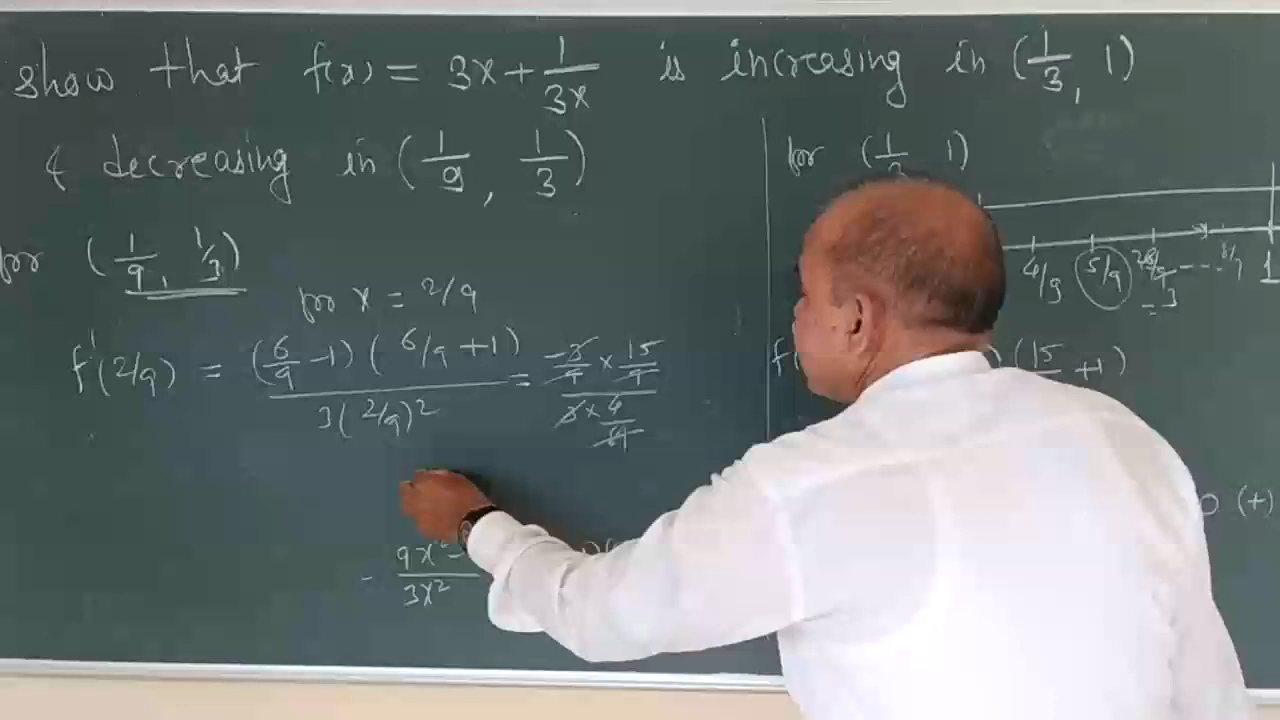 show that f(x) = 3x + 1/3x is increasing in (1/3, 1)
& decreasing in (1/9, 1/3)
for (1/9, 1/3)
for x = 2/9
f'(2/9) = (6/9 - 1)(6/9 + 1) / 3(2/9)² = -3/9 × 15/9 / 3 × 4/81
9x² - / 3x²
for (1/3 1)
4/9 5/9 8/9 1
(15 +1)
0 (+)